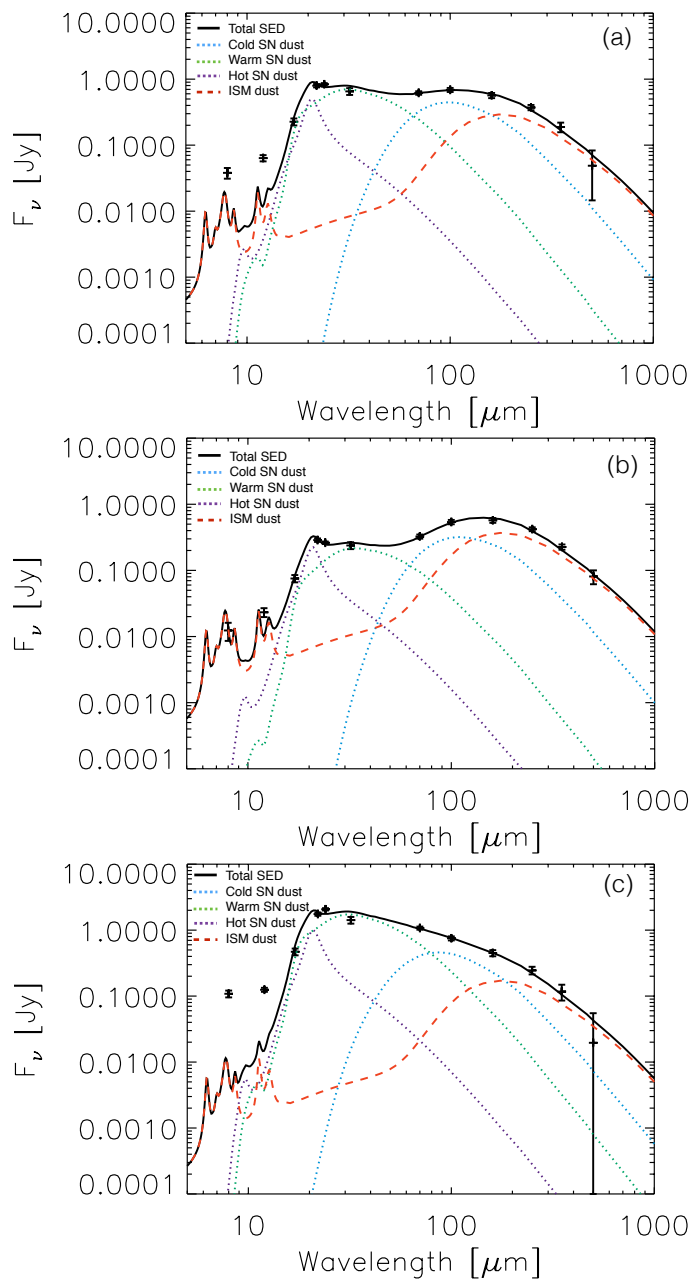 (a)
10.0000
1.0000
0.1000
0.0100
0.0010
0.0001
F_ν [Jy]
Total SED
Cold SN dust
Warm SN dust
Hot SN dust
ISM dust
10 100 1000
Wavelength [μm]
(b)
10.0000
1.0000
0.1000
0.0100
0.0010
0.0001
F_ν [Jy]
Total SED
Cold SN dust
Warm SN dust
Hot SN dust
ISM dust
10 100 1000
Wavelength [μm]
(c)
10.0000
1.0000
0.1000
0.0100
0.0010
0.0001
F_ν [Jy]
Total SED
Cold SN dust
Warm SN dust
Hot SN dust
ISM dust
10 100 1000
Wavelength [μm]